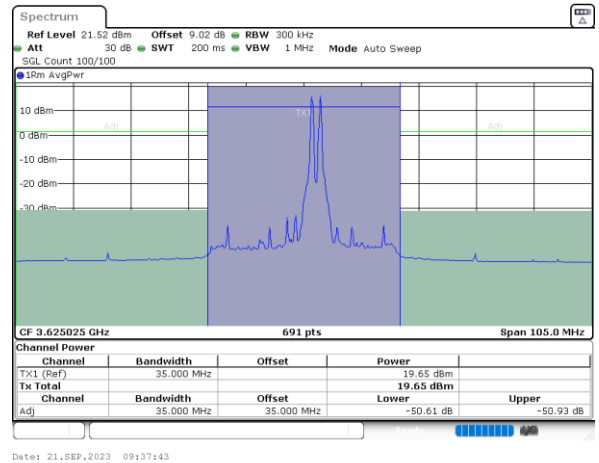 Spectrum
Ref Level 21.52 dBm Offset 9.02 dB RBW 300 kHz
Att 30 dB SWT 200 ms VBW 1 MHz Mode Auto Sweep
SGL Count 100/100
1Rm AvgPwr
10 dBm
Adj TX1 Adj
0 dBm
-10 dBm
-20 dBm
-30 dBm
CF 3.625025 GHz 691 pts Span 105.0 MHz
Channel Power
Channel Bandwidth Offset Power
TX1 (Ref) 35.000 MHz 19.65 dBm
Tx Total 19.65 dBm
Channel Bandwidth Offset Lower Upper
Adj 35.000 MHz 35.000 MHz -50.61 dB -50.93 dB
Ready
Date: 21.SEP.2023 09:37:43